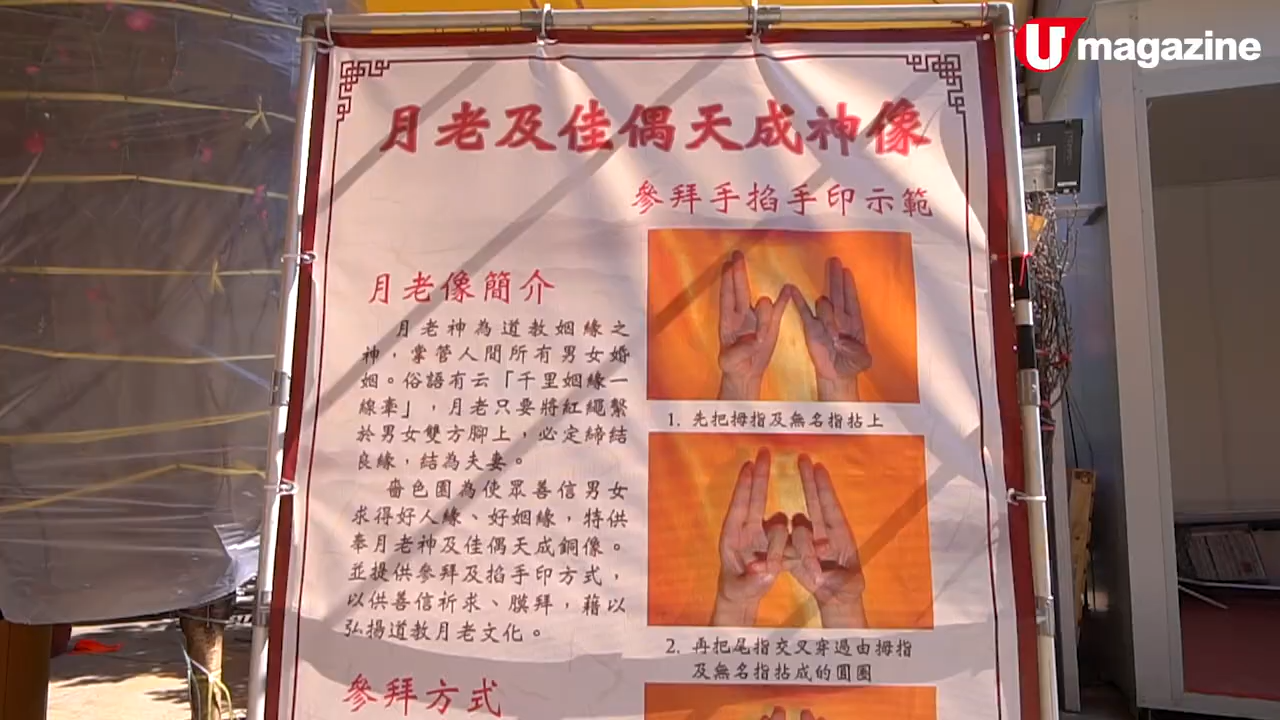 U magazine
月老及佳偶天成神像
參拜手掐手印示範
月老像簡介
月老神為道教姻緣之
神，掌管人間所有男女婚
姻。俗語有云「千里姻緣一
線牽」，月老只要將紅繩繫
於男女雙方腳上，必定締結
良緣，結為夫妻。
嗇色園為使眾善信男女
求得好人緣、好姻緣，特供
奉月老神及佳偶天成銅像。
並提供參拜及掐手印方式，
以供善信祈求、膜拜，藉以
弘揚道教月老文化。
參拜方式
1. 先把拇指及無名指拈上
2. 再把尾指交叉穿過由拇指
及無名指拈成的圓圈